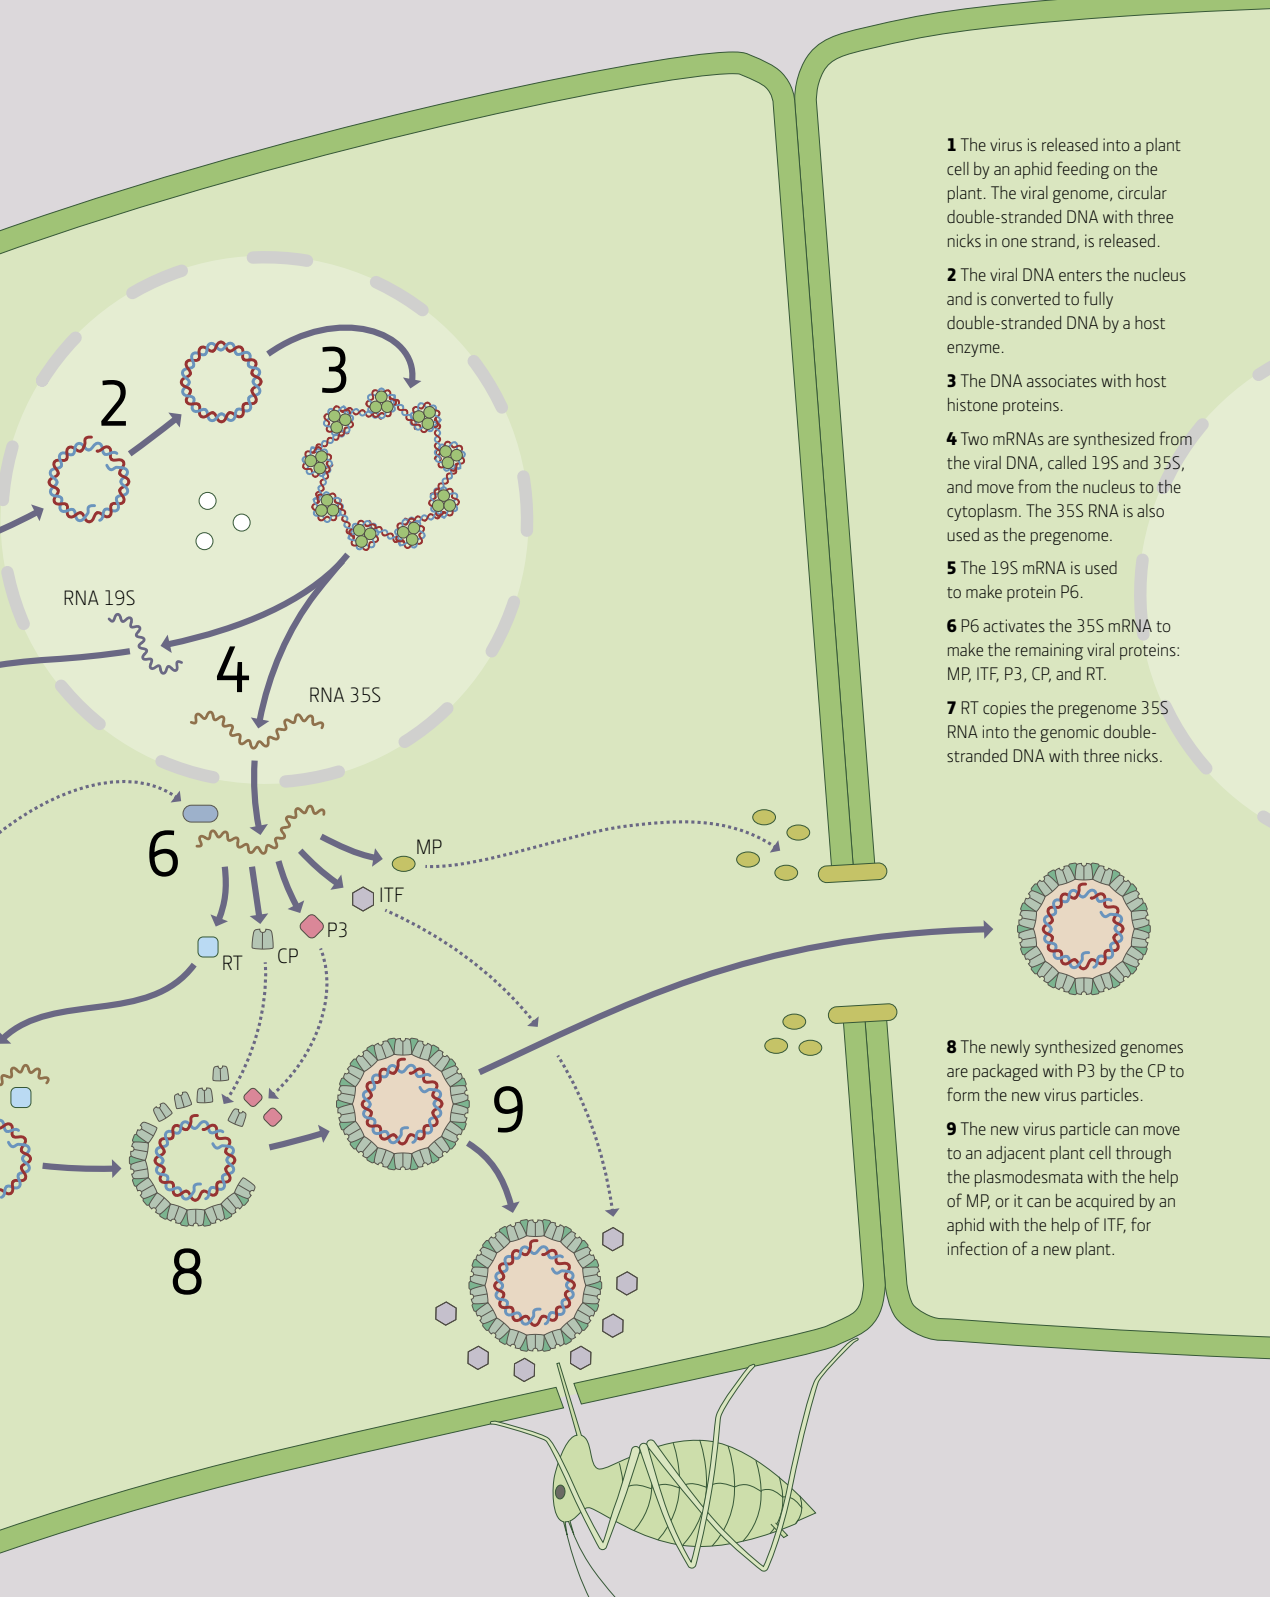 1 The virus is released into a plant
cell by an aphid feeding on the
plant. The viral genome, circular
double-stranded DNA with three
nicks in one strand, is released.
2 The viral DNA enters the nucleus
and is converted to fully
double-stranded DNA by a host
enzyme.
3 The DNA associates with host
histone proteins.
4 Two mRNAs are synthesized from
the viral DNA, called 19S and 35S,
and move from the nucleus to the
cytoplasm. The 35S RNA is also
used as the pregenome.
5 The 19S mRNA is used
to make protein P6.
6 P6 activates the 35S mRNA to
make the remaining viral proteins:
MP, ITF, P3, CP, and RT.
7 RT copies the pregenome 35S
RNA into the genomic double-
stranded DNA with three nicks.
2
3
RNA 19S
4
RNA 35S
6
MP
ITF
P3
CP
RT
9
8
8 The newly synthesized genomes
are packaged with P3 by the CP to
form the new virus particles.
9 The new virus particle can move
to an adjacent plant cell through
the plasmodesmata with the help
of MP, or it can be acquired by an
aphid with the help of ITF, for
infection of a new plant.